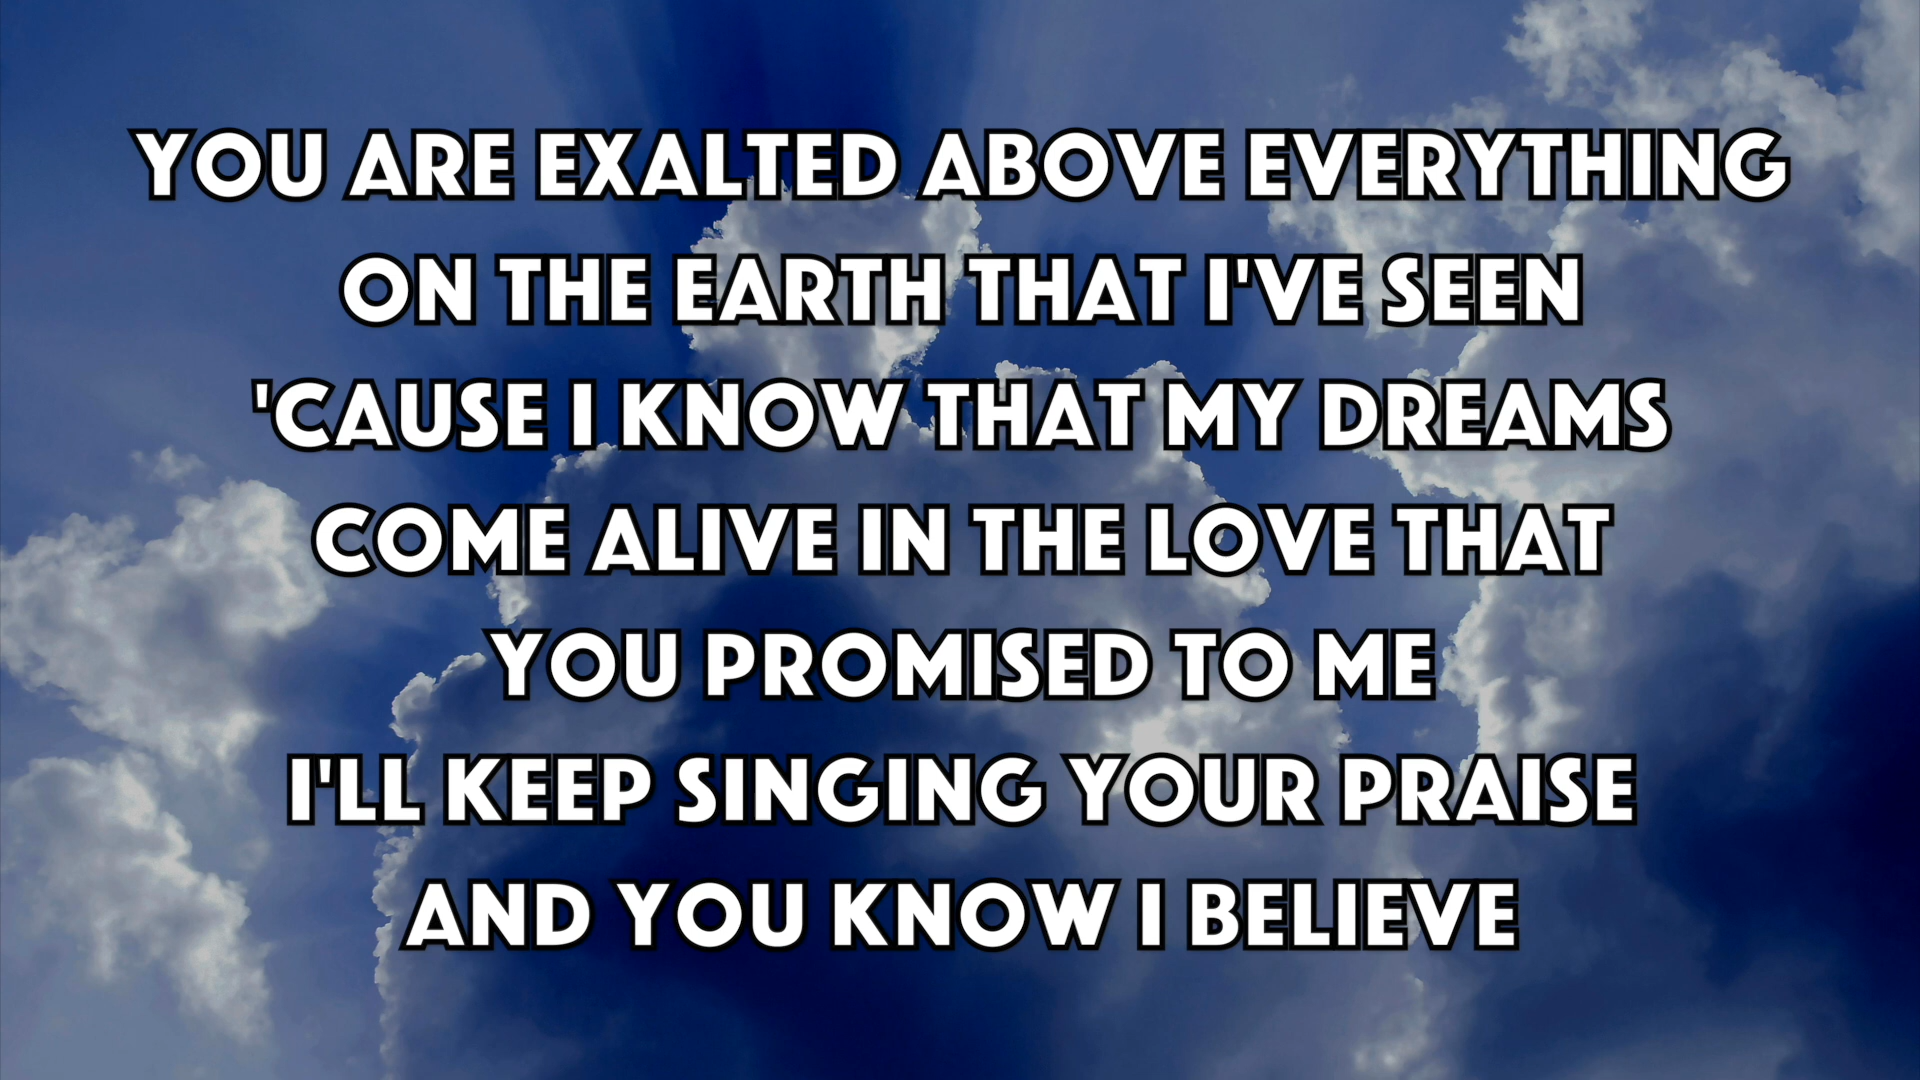 YOU ARE EXALTED ABOVE EVERYTHING
ON THE EARTH THAT I'VE SEEN
'CAUSE I KNOW THAT MY DREAMS
COME ALIVE IN THE LOVE THAT
YOU PROMISED TO ME
I'LL KEEP SINGING YOUR PRAISE
AND YOU KNOW I BELIEVE